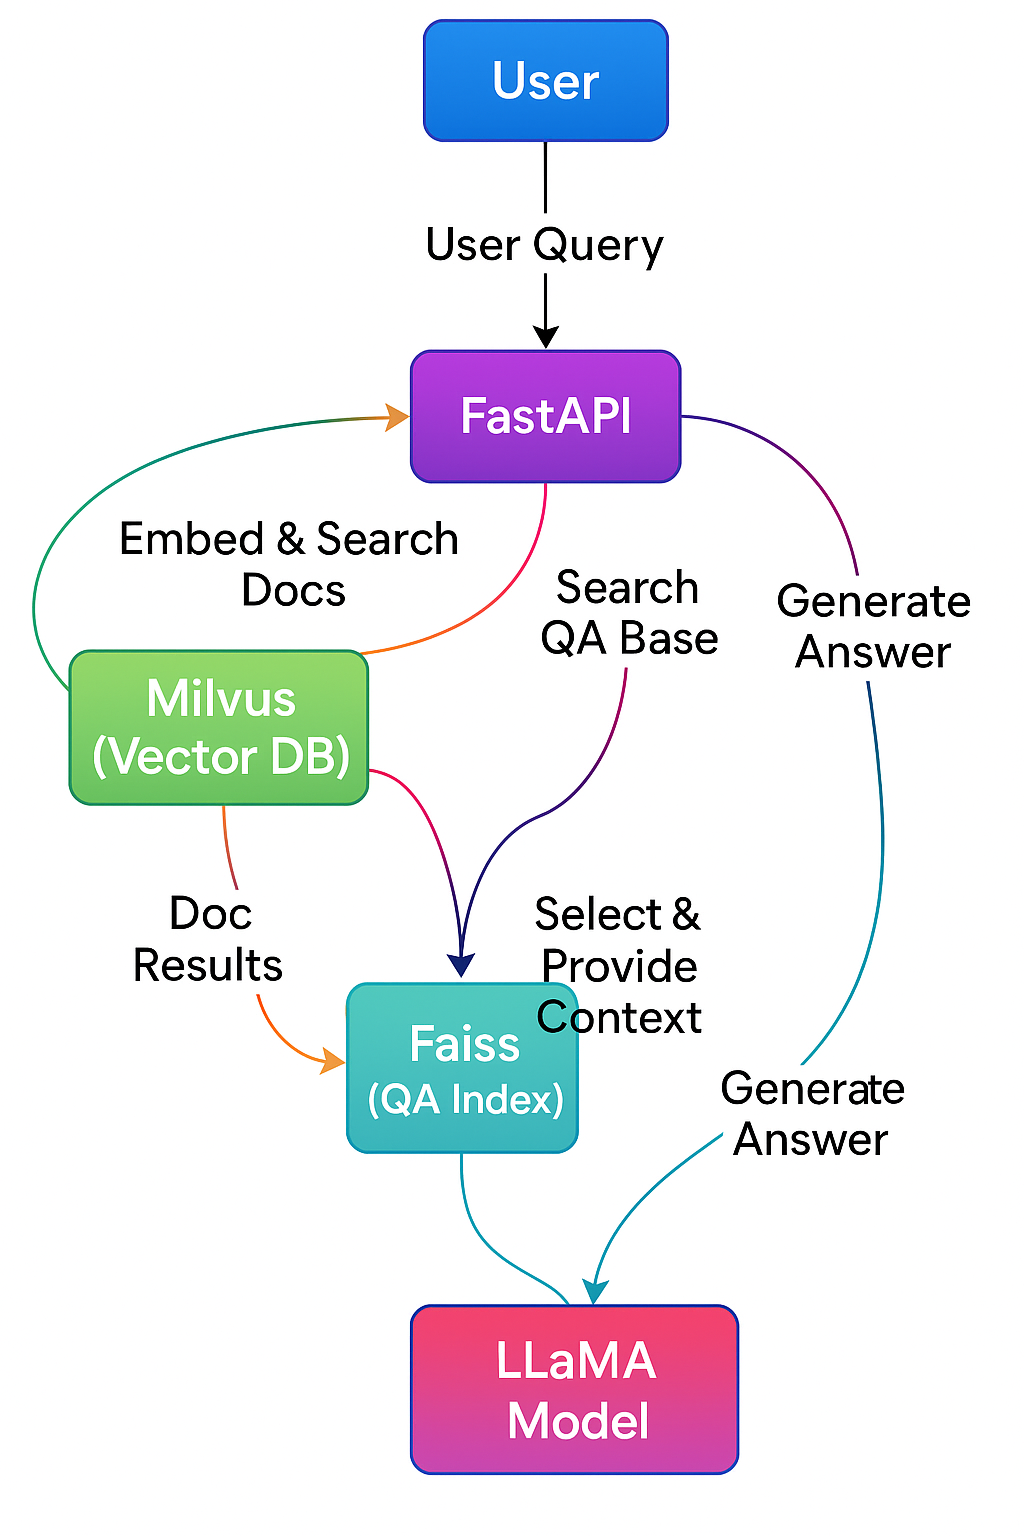 User
User Query
FastAPI
Embed & Search
Docs
Search
QA Base
Generate
Answer
Milvus
(Vector DB)
Doc
Results
Select &
Provide
Context
Faiss
(QA Index)
Generate
Answer
LLaMA
Model